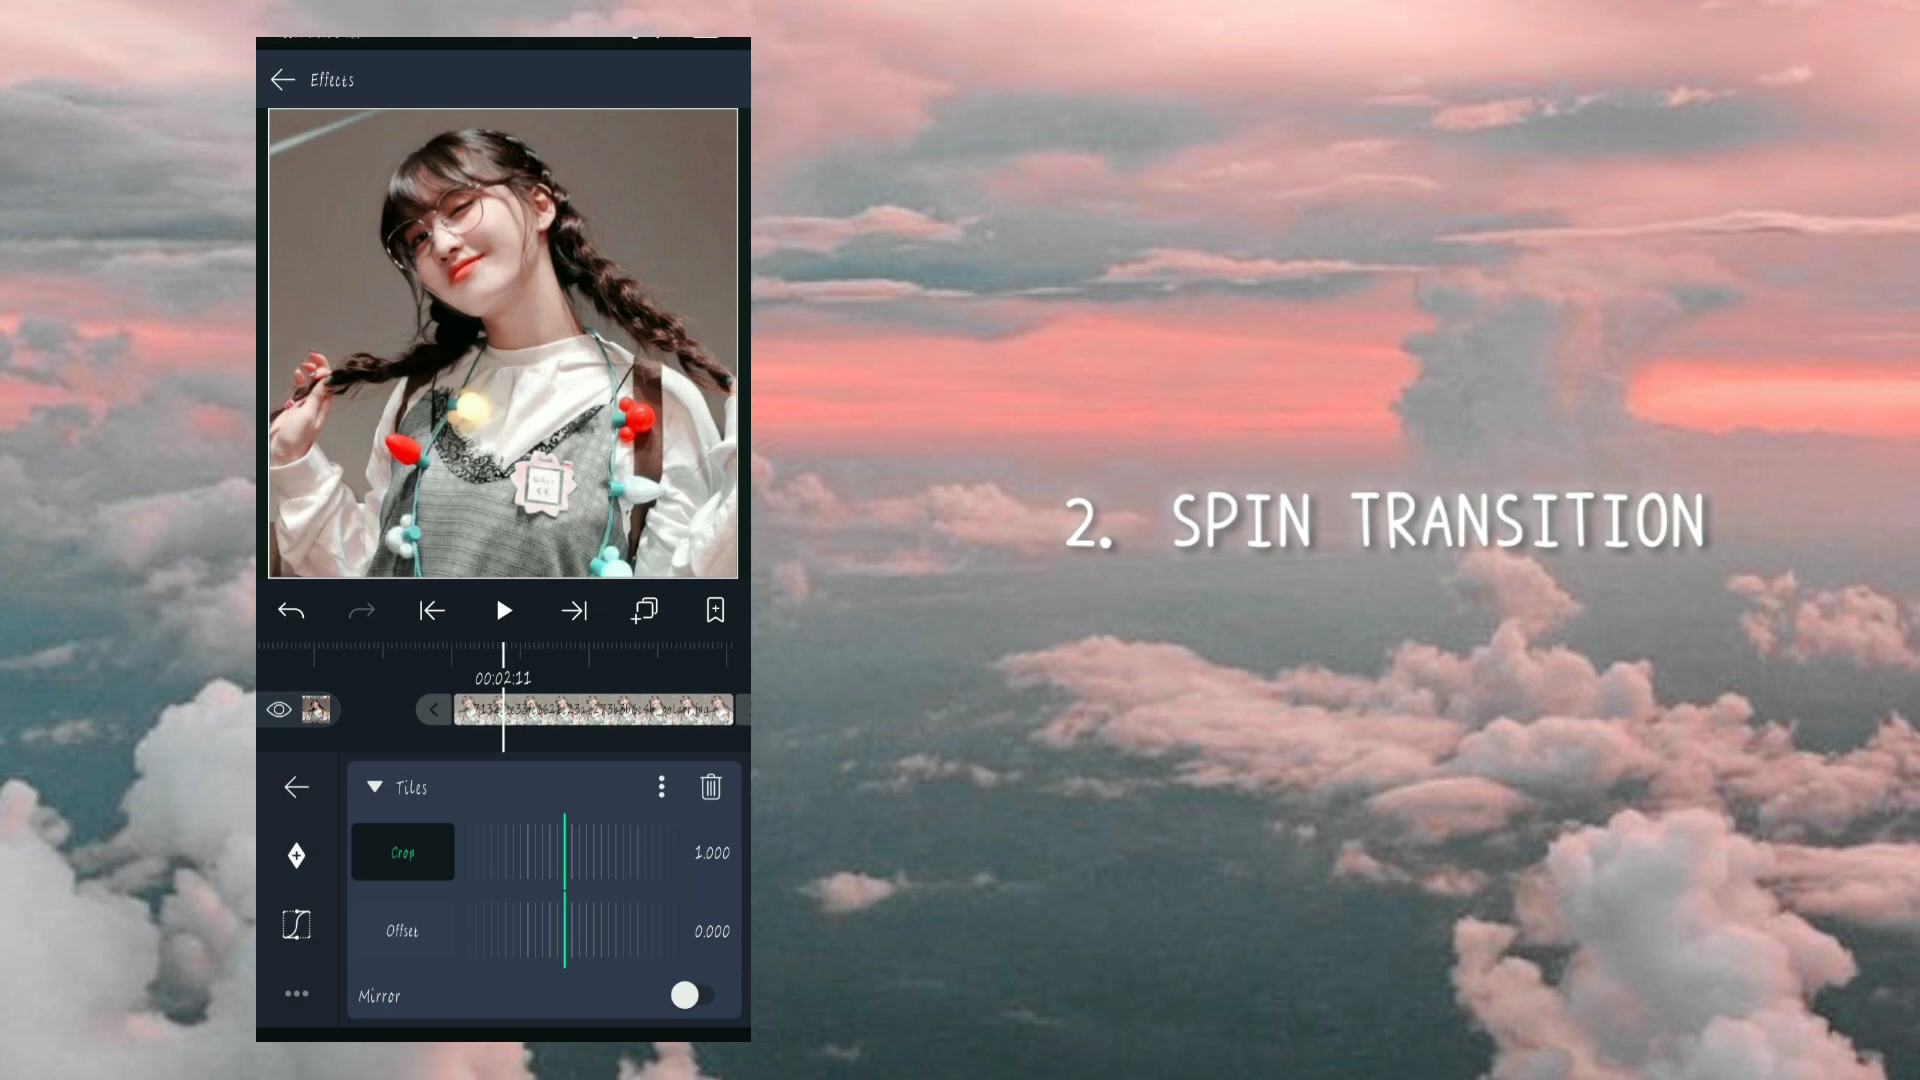 Effects
2. SPIN TRANSITION
00:02:11
Tiles
Crop
1.000
Offset
0.000
Mirror